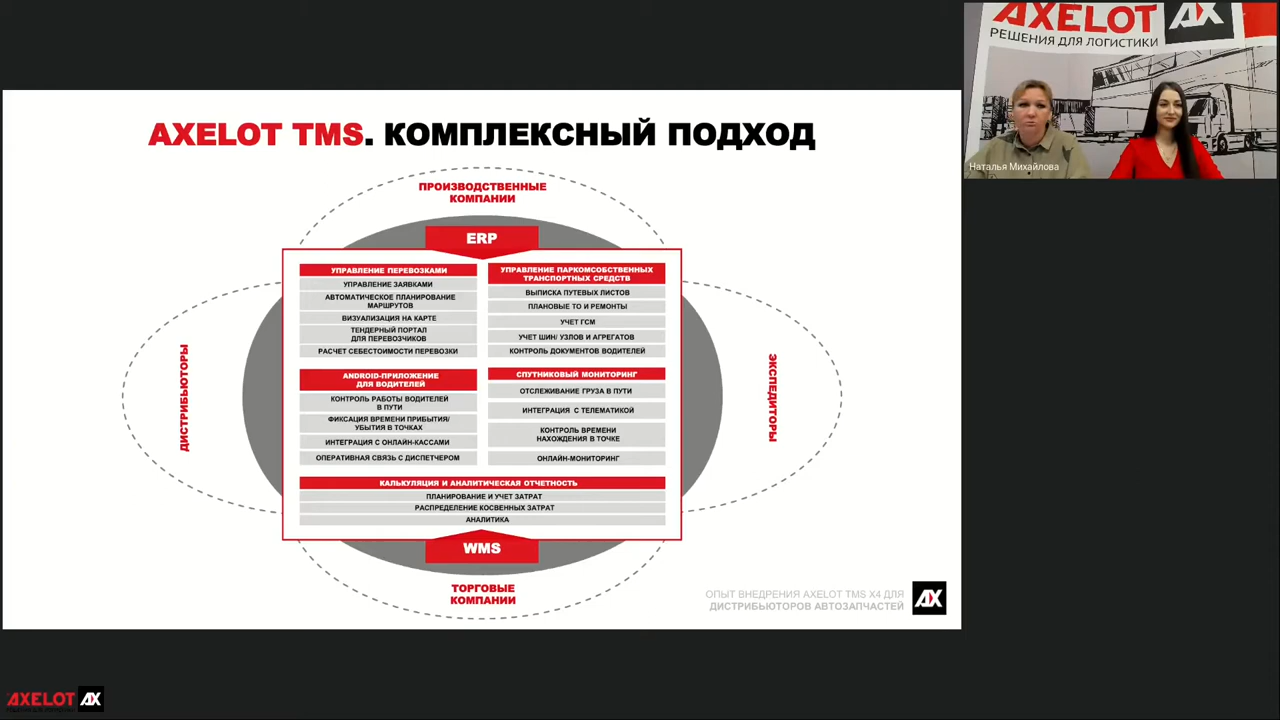 AXELOT TMS. КОМПЛЕКСНЫЙ ПОДХОД
ПРОИЗВОДСТВЕННЫЕ
КОМПАНИИ
ERP
УПРАВЛЕНИЕ ПЕРЕВОЗКАМИ
УПРАВЛЕНИЕ ЗАЯВКАМИ
АВТОМАТИЧЕСКОЕ ПЛАНИРОВАНИЕ
МАРШРУТОВ
ВИЗУАЛИЗАЦИЯ НА КАРТЕ
ТЕНДЕРНЫЙ ПОРТАЛ
ДЛЯ ПЕРЕВОЗЧИКОВ
РАСЧЕТ СЕБЕСТОИМОСТИ ПЕРЕВОЗКИ
УПРАВЛЕНИЕ ПАРКОМСОБСТВЕННЫХ
ТРАНСПОРТНЫХ СРЕДСТВ
ВЫПИСКА ПУТЕВЫХ ЛИСТОВ
ПЛАНОВЫЕ ТО И РЕМОНТЫ
УЧЕТ ГСМ
УЧЕТ ШИН/ УЗЛОВ И АГРЕГАТОВ
КОНТРОЛЬ ДОКУМЕНТОВ ВОДИТЕЛЕЙ
ANDROID-ПРИЛОЖЕНИЕ
ДЛЯ ВОДИТЕЛЕЙ
КОНТРОЛЬ РАБОТЫ ВОДИТЕЛЕЙ
В ПУТИ
ФИКСАЦИЯ ВРЕМЕНИ ПРИБЫТИЯ/
УБЫТИЯ В ТОЧКАХ
ИНТЕГРАЦИЯ С ОНЛАЙН-КАССАМИ
ОПЕРАТИВНАЯ СВЯЗЬ С ДИСПЕТЧЕРОМ
СПУТНИКОВЫЙ МОНИТОРИНГ
ОТСЛЕЖИВАНИЕ ГРУЗА В ПУТИ
ИНТЕГРАЦИЯ С ТЕЛЕМАТИКОЙ
КОНТРОЛЬ ВРЕМЕНИ
НАХОЖДЕНИЯ В ТОЧКЕ
ОНЛАЙН-МОНИТОРИНГ
КАЛЬКУЛЯЦИЯ И АНАЛИТИЧЕСКАЯ ОТЧЕТНОСТЬ
ПЛАНИРОВАНИЕ И УЧЕТ ЗАТРАТ
РАСПРЕДЕЛЕНИЕ КОСВЕННЫХ ЗАТРАТ
АНАЛИТИКА
WMS
ТОРГОВЫЕ
КОМПАНИИ
ДИСТРИБЬЮТОРЫ
ЭКСПЕДИТОРЫ
ОПЫТ ВНЕДРЕНИЯ AXELOT TMS X4 ДЛЯ
ДИСТРИБЬЮТОРОВ АВТОЗАПЧАСТЕЙ
AX
AXELOT AX
РЕШЕНИЯ ДЛЯ ЛОГИСТИКИ
Наталья Михайлова
AXELOT AX